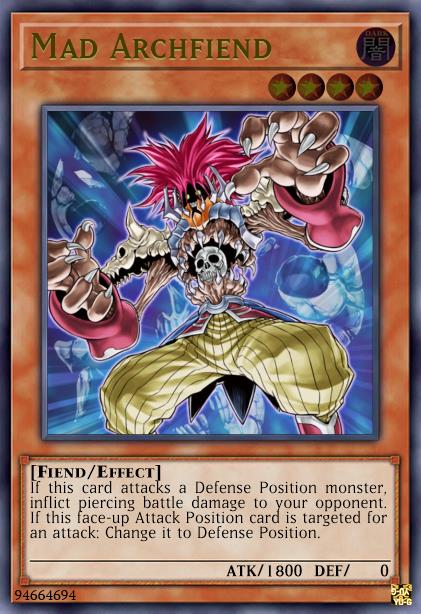 MAD ARCHFIEND
DARK
闇
[FIEND/EFFECT]
If this card attacks a Defense Position monster,
inflict piercing battle damage to your opponent.
If this face-up Attack Position card is targeted for
an attack: Change it to Defense Position.
ATK/1800 DEF/ 0
94664694